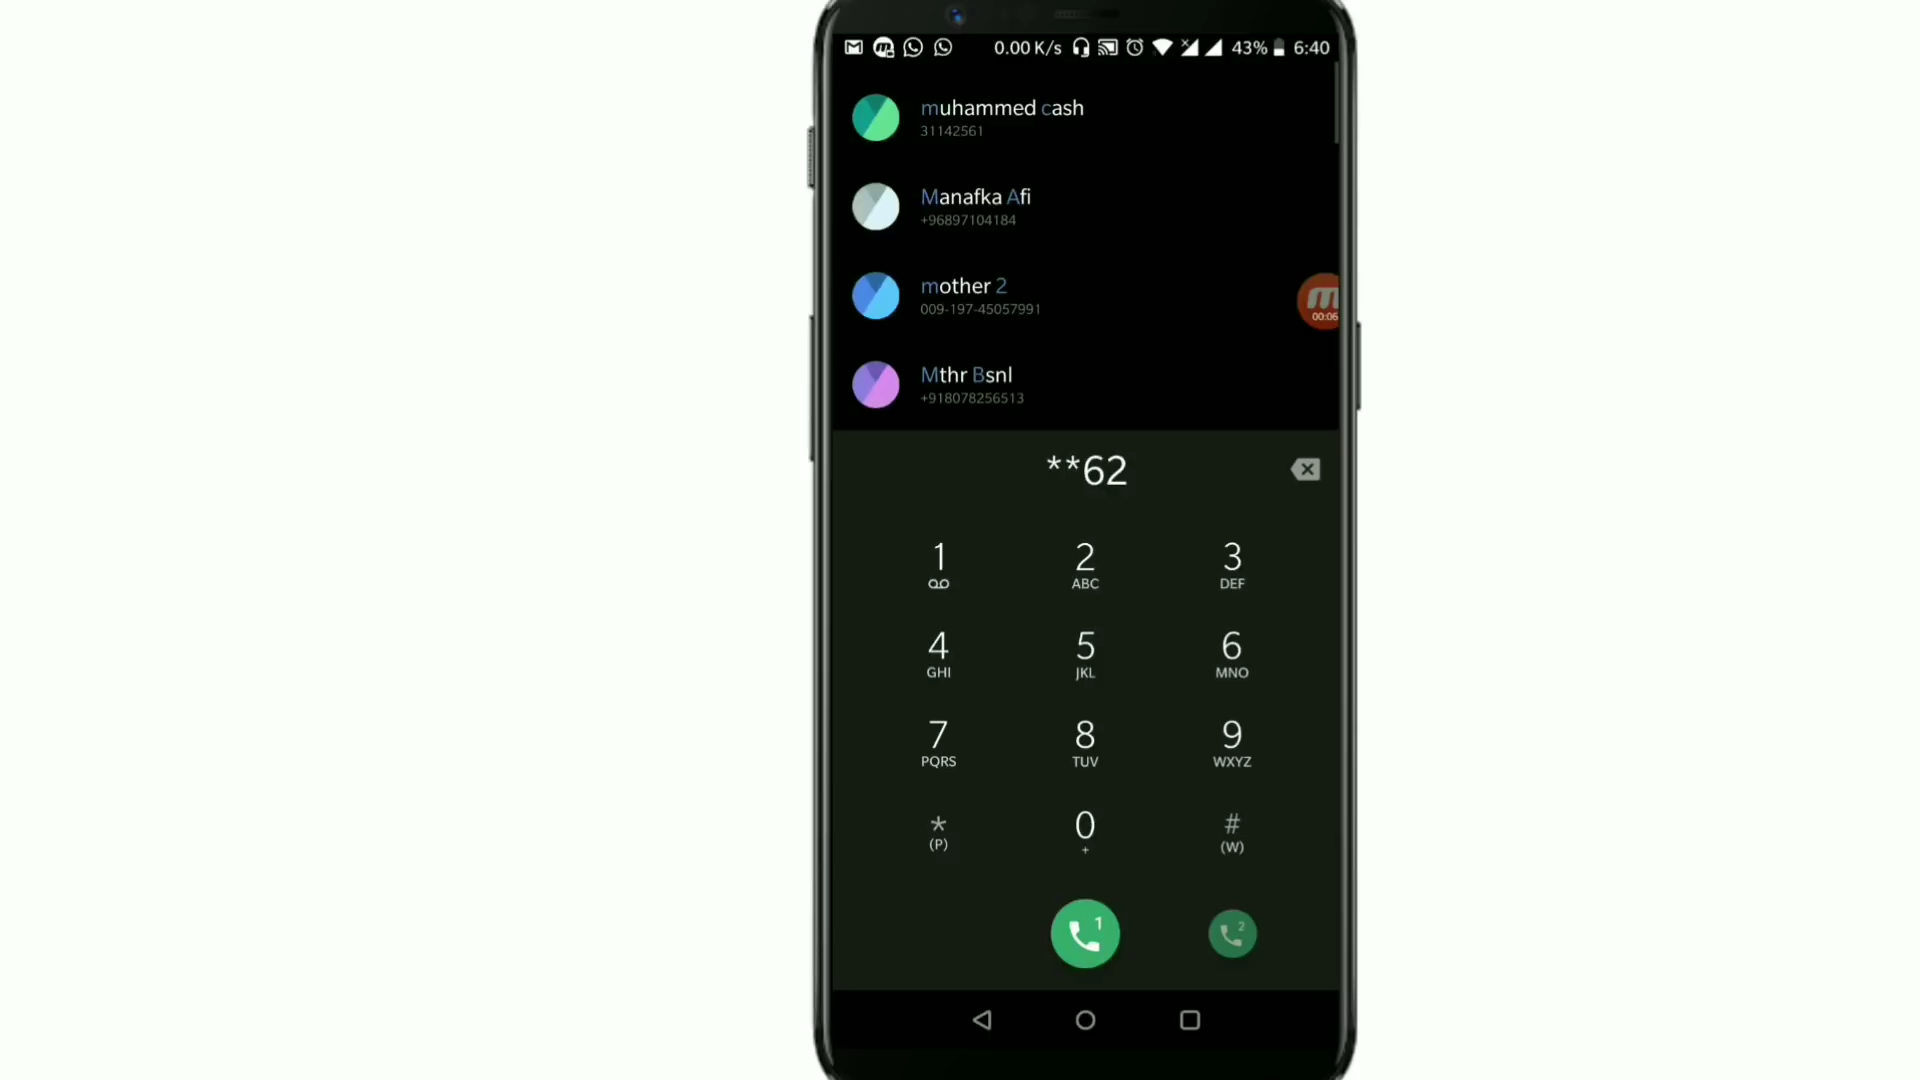 0.00 K/s 43% 6:40
muhammed cash
31142561
Manafka Afi
+96897104184
mother 2
009-197-45057991
00:06
Mthr Bsnl
+918078256513
**62
1 2 3
ABC DEF
4 5 6
GHI JKL MNO
7 8 9
PQRS TUV WXYZ
* 0 #
(P) + (W)
1 2